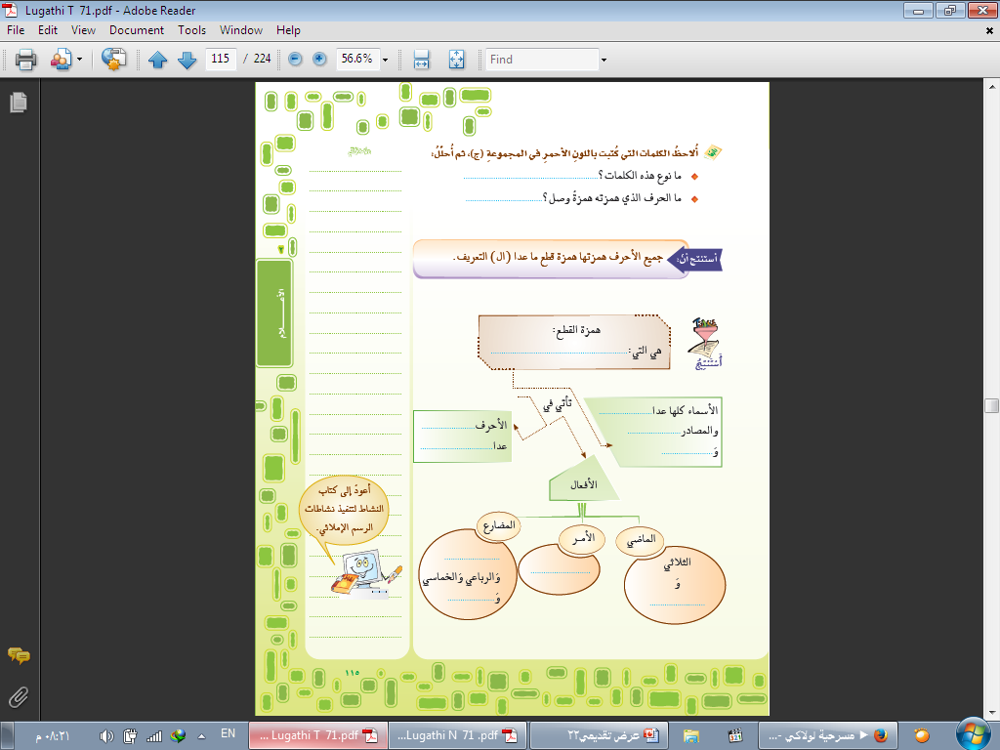 Lugathi T 71.pdf - Adobe Reader
File Edit View Document Tools Window Help
115 / 224 56.6% Find
أُلاحظُ الكلمات التي كُتبت باللونِ الأحمرِ في المجموعةِ (ج)، ثم أُحلِّلُ:
ما نوع هذه الكلمات؟
ما الحرف الذي همزته همزةُ وصل؟
أستنتج أنّ:
جميع الأحرف همزتها همزة قطع ما عدا (ال) التعريف.
الأعـــــلام
همزة القطع:
هي التي:
أَسْتَنْتِجُ
تأتي في
الأسماء كلها عدا
والمصادر
وَ
الأحرف
عدا
الأفعال
الماضي
الأمـر
المضارع
الثلاثي
وَ
وَالرباعي وَالخماسي
وَ
أعودُ إلى كتاب
النشاط لتنفيذ نشاطات
الرسم الإملائي.
١١٥
... Lugathi T 71.pdf
...Lugathi N 71 .pdf
عرض تقديمي٢٢
مسرحية نولاكي -...
EN
٠٨:٢١ م